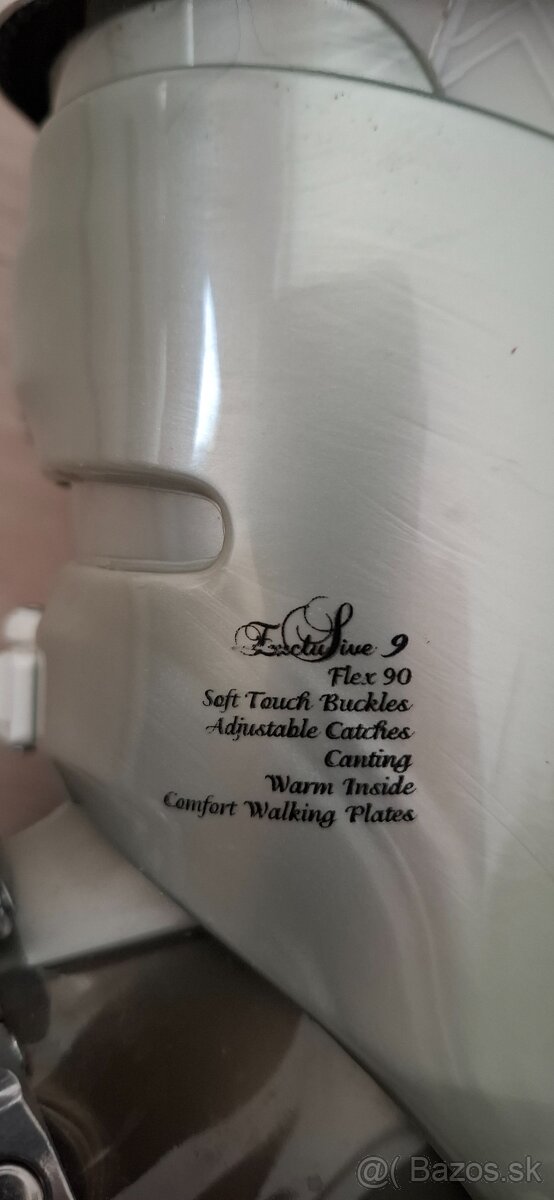 Exclusive 9
Flex 90
Soft Touch Buckles
Adjustable Catches
Canting
Warm Inside
Comfort Walking Plates
@( Bazos.sk